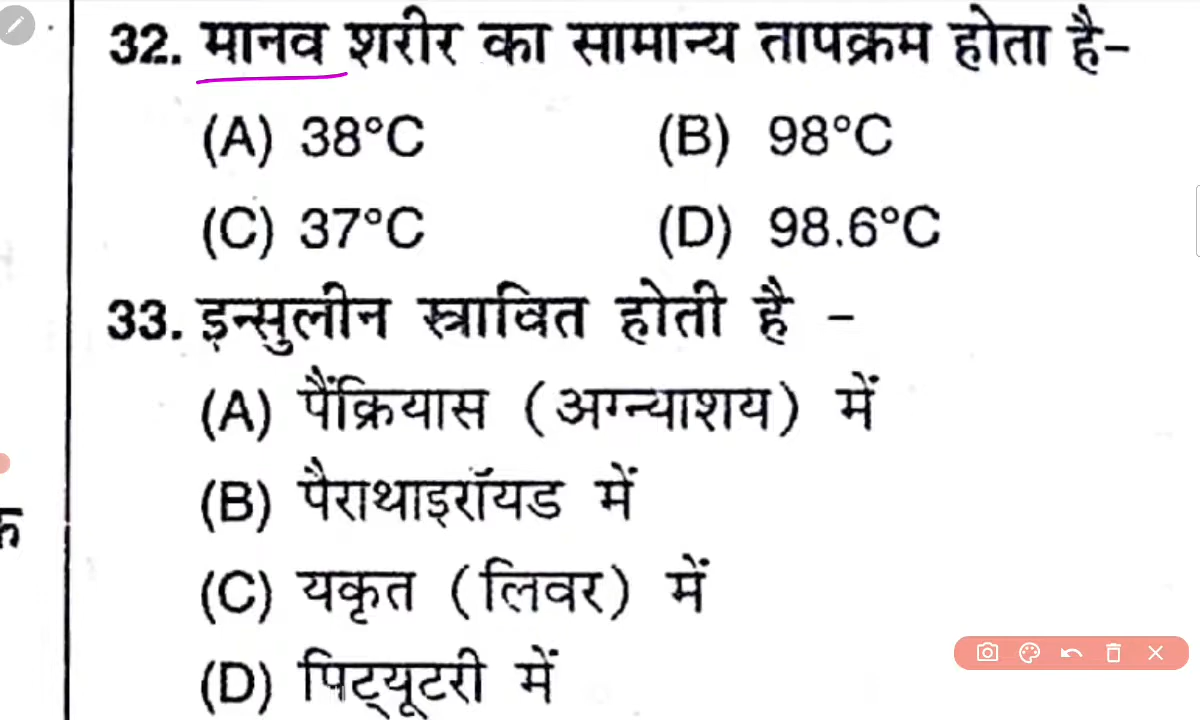 32. मानव शरीर का सामान्य तापक्रम होता है-
(A) 38°C (B) 98°C
(C) 37°C (D) 98.6°C
33. इन्सुलीन स्त्रावित होती है -
(A) पैंक्रियास (अग्न्याशय) में
(B) पैराथाइरॉयड में
(C) यकृत (लिवर) में
(D) पिट्यूटरी में